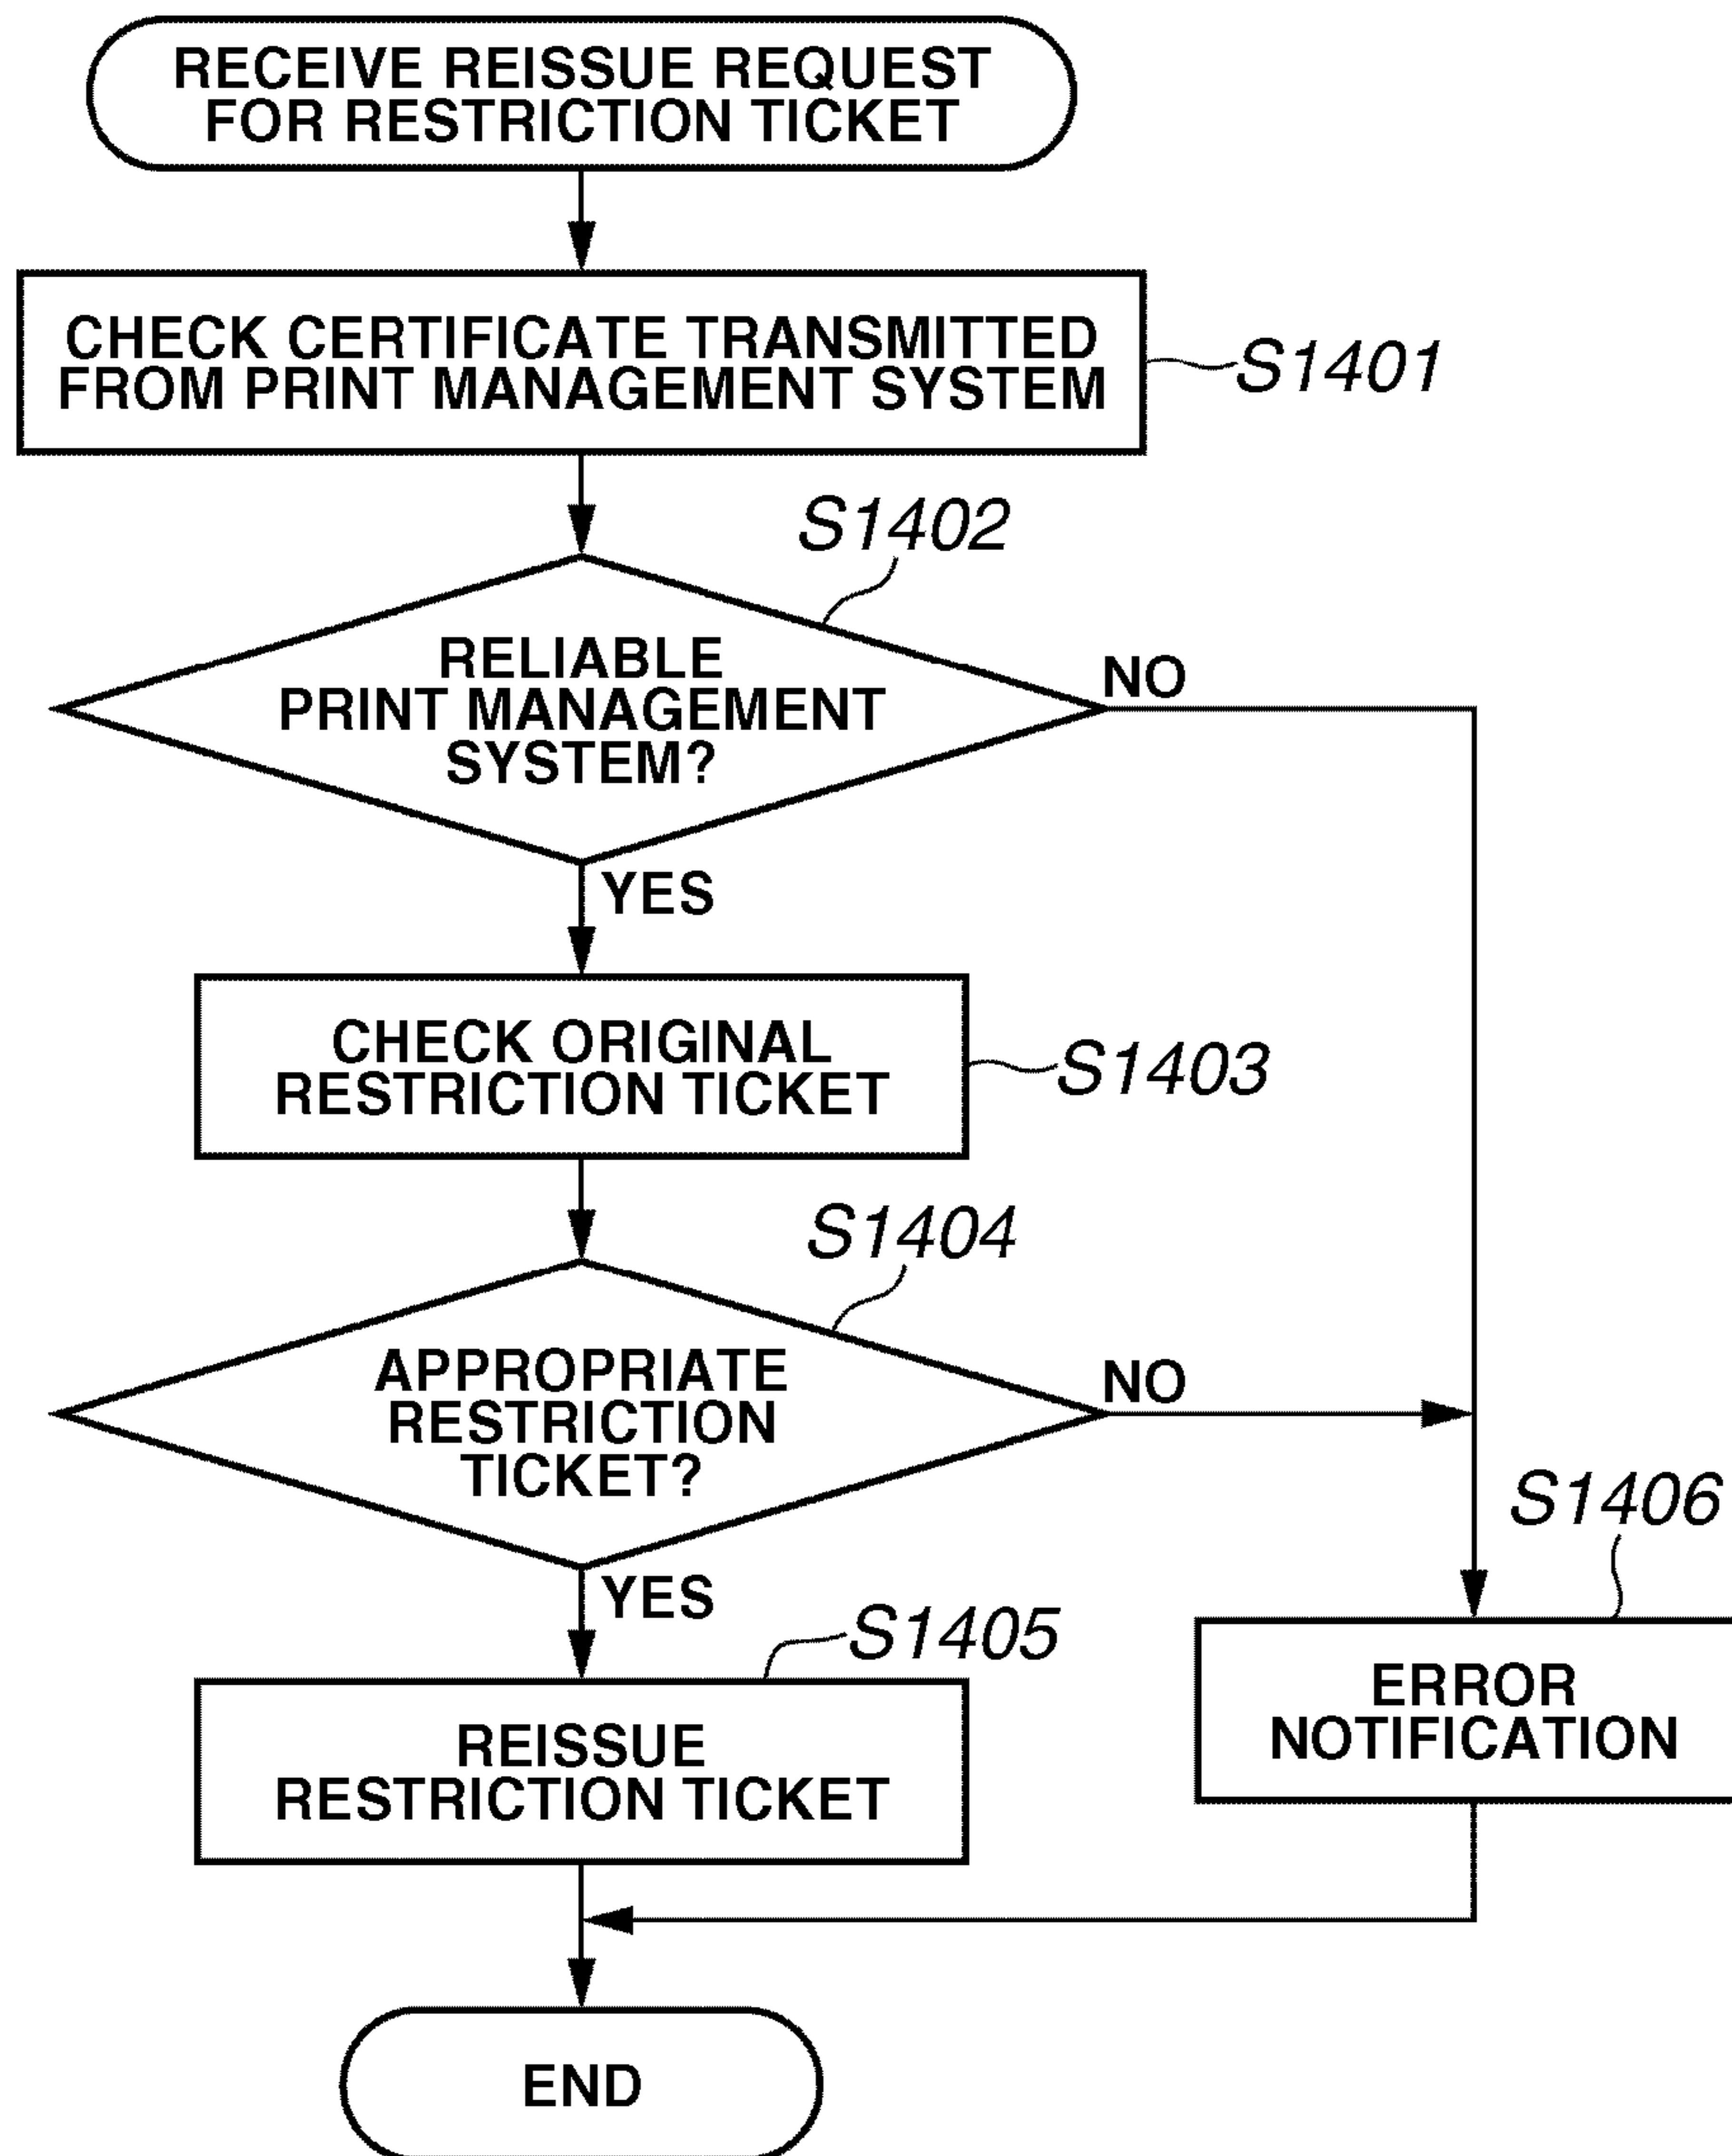 RECEIVE REISSUE REQUEST
FOR RESTRICTION TICKET
CHECK CERTIFICATE TRANSMITTED
FROM PRINT MANAGEMENT SYSTEM
S1401
S1402
RELIABLE
PRINT MANAGEMENT
SYSTEM?
NO
YES
CHECK ORIGINAL
RESTRICTION TICKET
S1403
S1404
APPROPRIATE
RESTRICTION
TICKET?
NO
YES
S1405
REISSUE
RESTRICTION TICKET
S1406
ERROR
NOTIFICATION
END